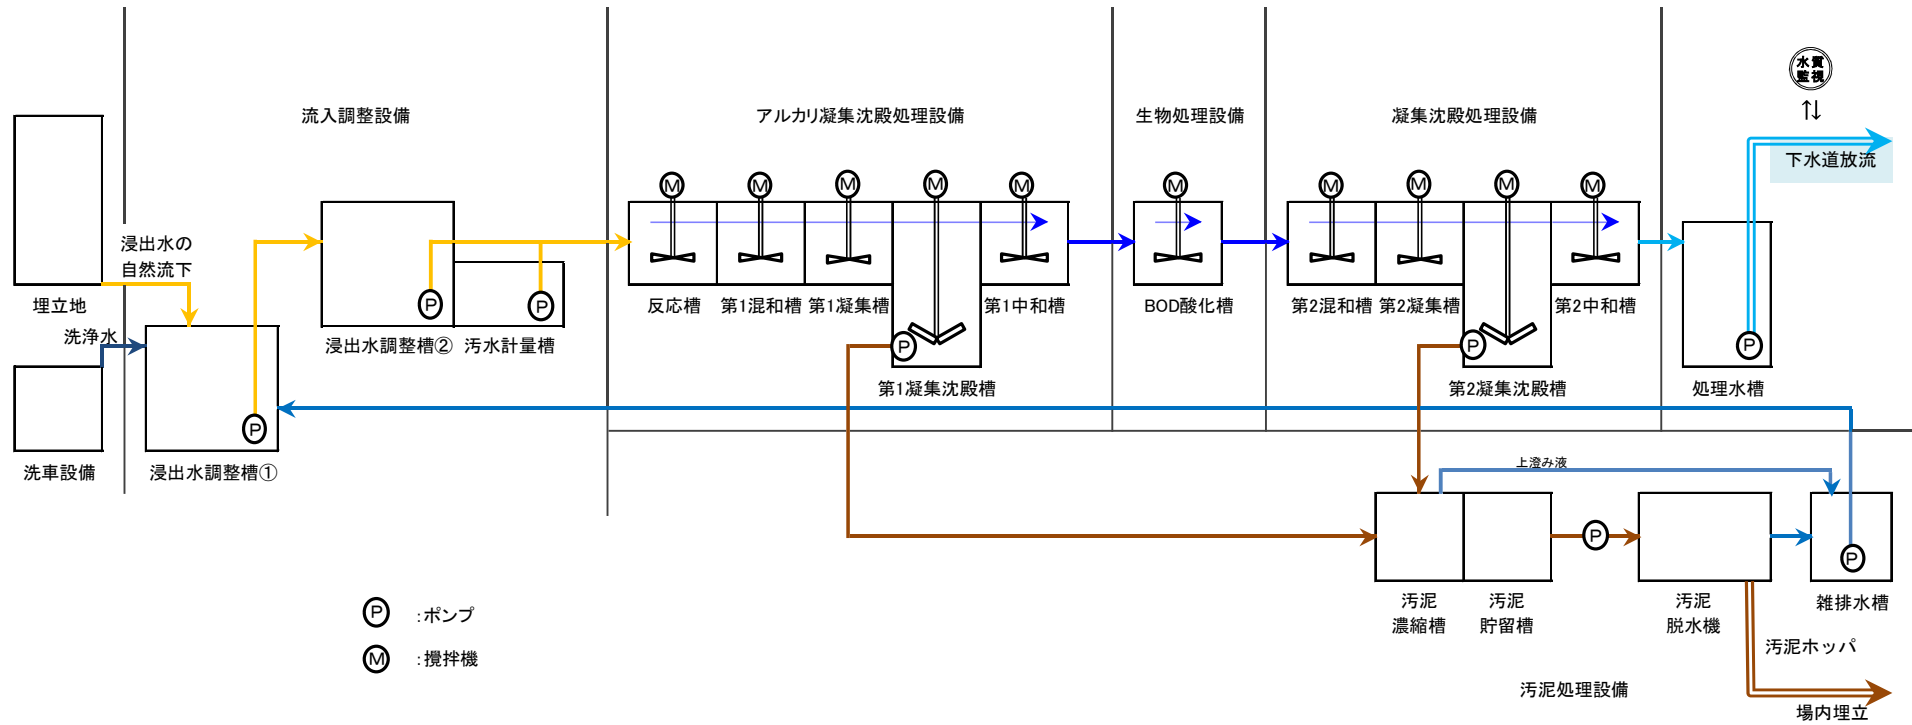 水質
監視
流入調整設備
アルカリ凝集沈殿処理設備
生物処理設備
凝集沈殿処理設備
下水道放流
M
M
M
M
M
M
M
M
M
M
浸出水の
自然流下
埋立地
P
P
反応槽
第1混和槽
第1凝集槽
第1中和槽
BOD酸化槽
第2混和槽
第2凝集槽
第2中和槽
洗浄水
浸出水調整槽②
汚水計量槽
P
P
P
第1凝集沈殿槽
第2凝集沈殿槽
処理水槽
P
洗車設備
浸出水調整槽①
上澄み液
P
P
汚泥
濃縮槽
汚泥
貯留槽
汚泥
脱水機
雑排水槽
P
:ポンプ
M
:攪拌機
汚泥ホッパ
汚泥処理設備
場内埋立